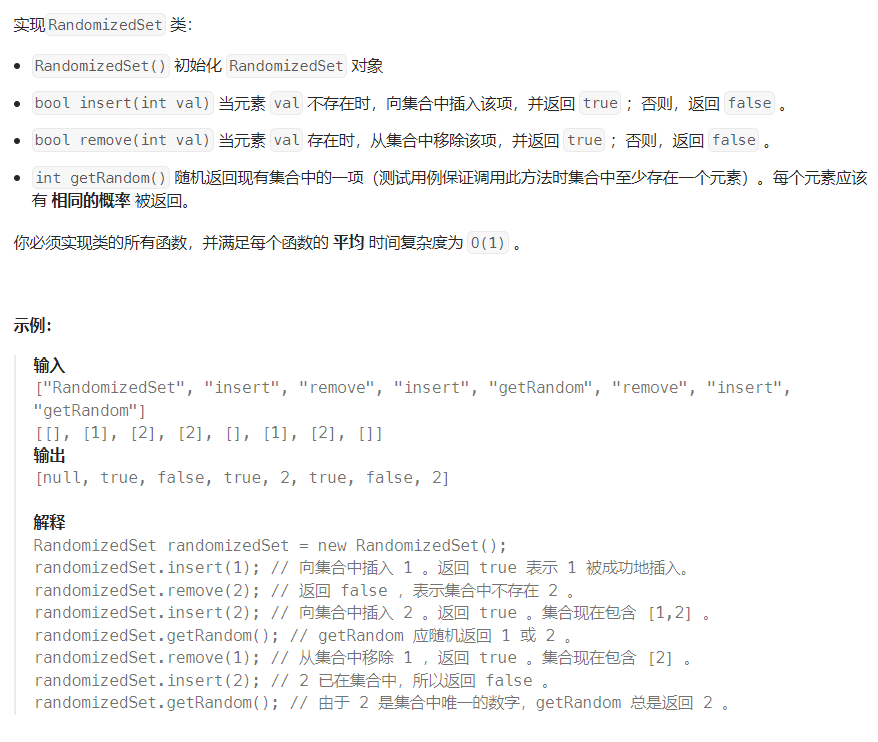 实现RandomizedSet 类：
• RandomizedSet() 初始化 RandomizedSet 对象
• bool insert(int val) 当元素 val 不存在时，向集合中插入该项，并返回 true ；否则，返回 false 。
• bool remove(int val) 当元素 val 存在时，从集合中移除该项，并返回 true ；否则，返回 false 。
• int getRandom() 随机返回现有集合中的一项（测试用例保证调用此方法时集合中至少存在一个元素）。每个元素应该
有 相同的概率 被返回。
你必须实现类的所有函数，并满足每个函数的 平均 时间复杂度为 O(1) 。
示例：
输入
["RandomizedSet", "insert", "remove", "insert", "getRandom", "remove", "insert",
"getRandom"]
[[], [1], [2], [2], [], [1], [2], []]
输出
[null, true, false, true, 2, true, false, 2]
解释
RandomizedSet randomizedSet = new RandomizedSet();
randomizedSet.insert(1); // 向集合中插入 1 。返回 true 表示 1 被成功地插入。
randomizedSet.remove(2); // 返回 false ，表示集合中不存在 2 。
randomizedSet.insert(2); // 向集合中插入 2 。返回 true 。集合现在包含 [1,2] 。
randomizedSet.getRandom(); // getRandom 应随机返回 1 或 2 。
randomizedSet.remove(1); // 从集合中移除 1 ，返回 true 。集合现在包含 [2] 。
randomizedSet.insert(2); // 2 已在集合中，所以返回 false 。
randomizedSet.getRandom(); // 由于 2 是集合中唯一的数字，getRandom 总是返回 2 。